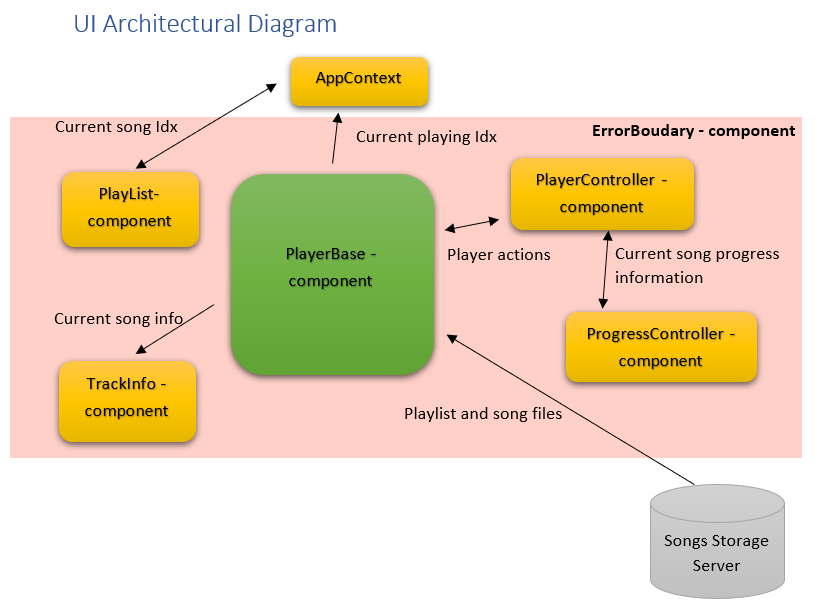 UI Architectural Diagram
AppContext
Current song Idx
Current playing Idx
ErrorBoudary - component
PlayList-
component
PlayerController -
component
PlayerBase -
component
Player actions
Current song progress
information
Current song info
ProgressController -
component
TrackInfo -
component
Playlist and song files
Songs Storage
Server